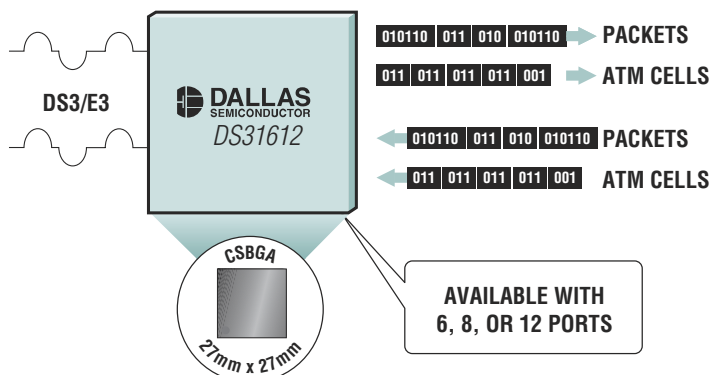 010110 011 010 010110 PACKETS
011 011 011 011 001 ATM CELLS
DS3/E3
DALLAS
SEMICONDUCTOR
DS31612
010110 011 010 010110 PACKETS
011 011 011 011 001 ATM CELLS
CSBGA
27mm x 27mm
AVAILABLE WITH
6, 8, OR 12 PORTS